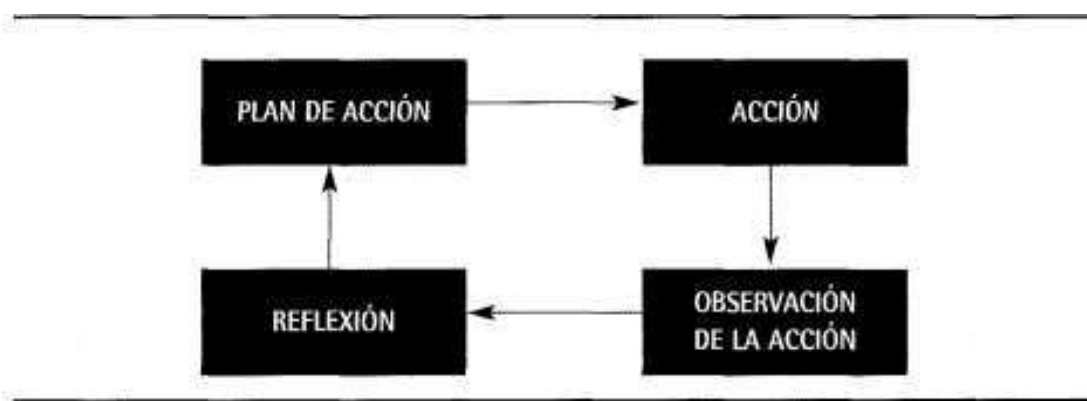 PLAN DE ACCIÓN
ACCIÓN
REFLEXIÓN
OBSERVACIÓN
DE LA ACCIÓN